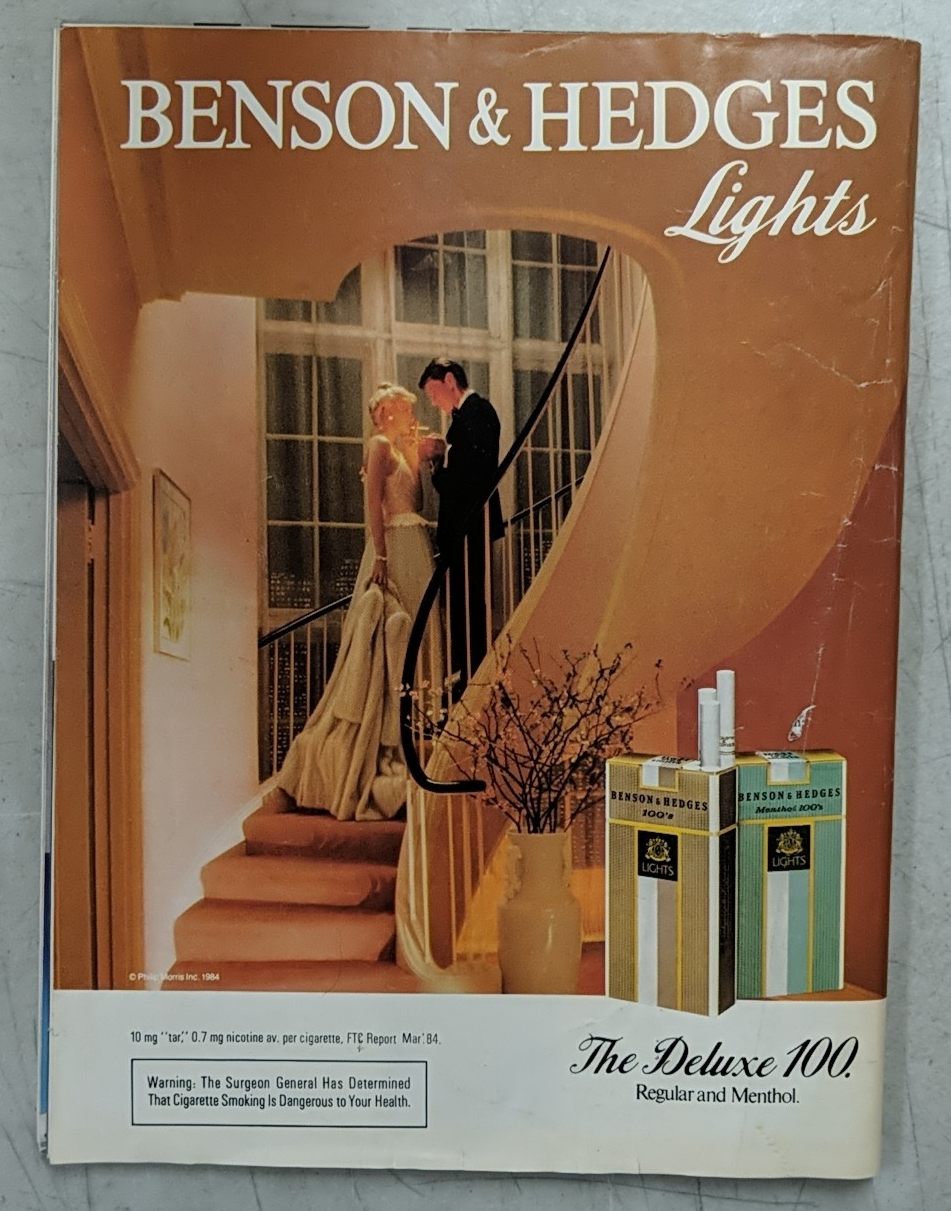 BENSON & HEDGES
Lights
BENSON & HEDGES
100's
LIGHTS
BENSON & HEDGES
Menthol 100's
LIGHTS
© Philip Morris Inc. 1984
10 mg "tar," 0.7 mg nicotine av. per cigarette, FTC Report Mar.'84.
The Deluxe 100.
Regular and Menthol.
Warning: The Surgeon General Has Determined
That Cigarette Smoking Is Dangerous to Your Health.